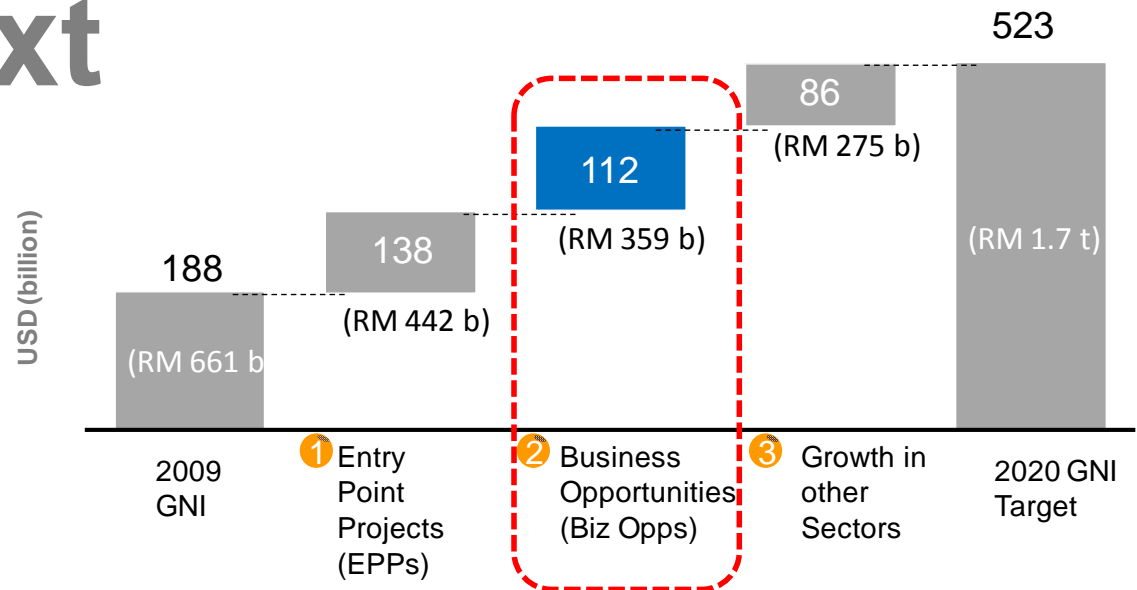 xt
523
86
(RM 275 b)
112
(RM 359 b)
(RM 1.7 t)
138
188
(RM 442 b)
(RM 661 b
USD (billion)
2009
GNI
1 Entry
Point
Projects
(EPPs)
2 Business
Opportunities
(Biz Opps)
3 Growth in
other
Sectors
2020 GNI
Target